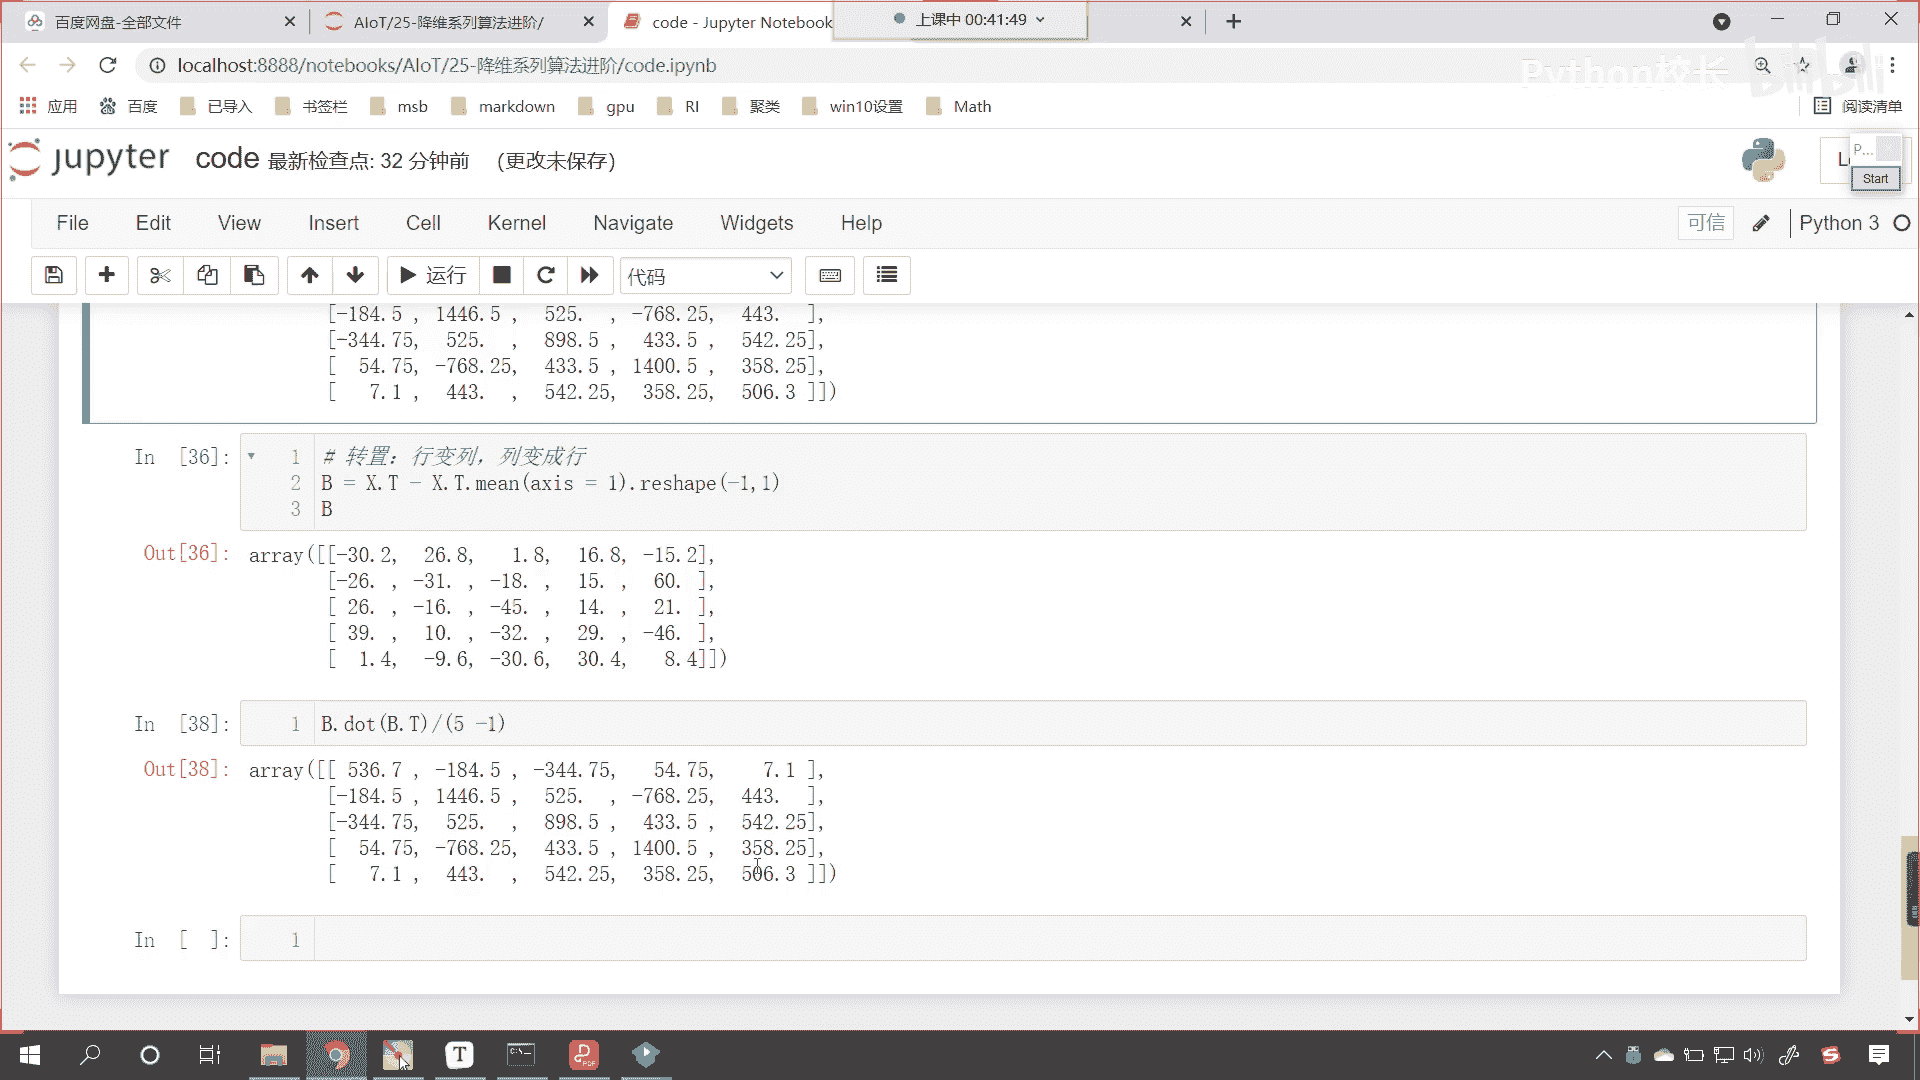 百度网盘-全部文件
AIoT/25-降维系列算法进阶/
code - Jupyter Notebook
上课中 00:41:49
localhost:8888/notebooks/AIoT/25-降维系列算法进阶/code.ipynb
Python校长
bilibili
应用 百度 已导入 书签栏 msb markdown gpu RI 聚类 win10设置 Math 阅读清单
jupyter code 最新检查点: 32 分钟前 (更改未保存)
P...
Start
File Edit View Insert Cell Kernel Navigate Widgets Help 可信 Python 3
运行 代码
[-184.5 , 1446.5 , 525. , -768.25, 443. ],
[-344.75, 525. , 898.5 , 433.5 , 542.25],
[ 54.75, -768.25, 433.5 , 1400.5 , 358.25],
[ 7.1 , 443. , 542.25, 358.25, 506.3 ]])
In [36]: 1 # 转置：行变列，列变成行
2 B = X.T - X.T.mean(axis = 1).reshape(-1,1)
3 B
Out[36]: array([[-30.2, 26.8, 1.8, 16.8, -15.2],
[-26. , -31. , -18. , 15. , 60. ],
[ 26. , -16. , -45. , 14. , 21. ],
[ 39. , 10. , -32. , 29. , -46. ],
[ 1.4, -9.6, -30.6, 30.4, 8.4]])
In [38]: 1 B.dot(B.T)/(5 -1)
Out[38]: array([[ 536.7 , -184.5 , -344.75, 54.75, 7.1 ],
[-184.5 , 1446.5 , 525. , -768.25, 443. ],
[-344.75, 525. , 898.5 , 433.5 , 542.25],
[ 54.75, -768.25, 433.5 , 1400.5 , 358.25],
[ 7.1 , 443. , 542.25, 358.25, 506.3 ]])
In [ ]: 1